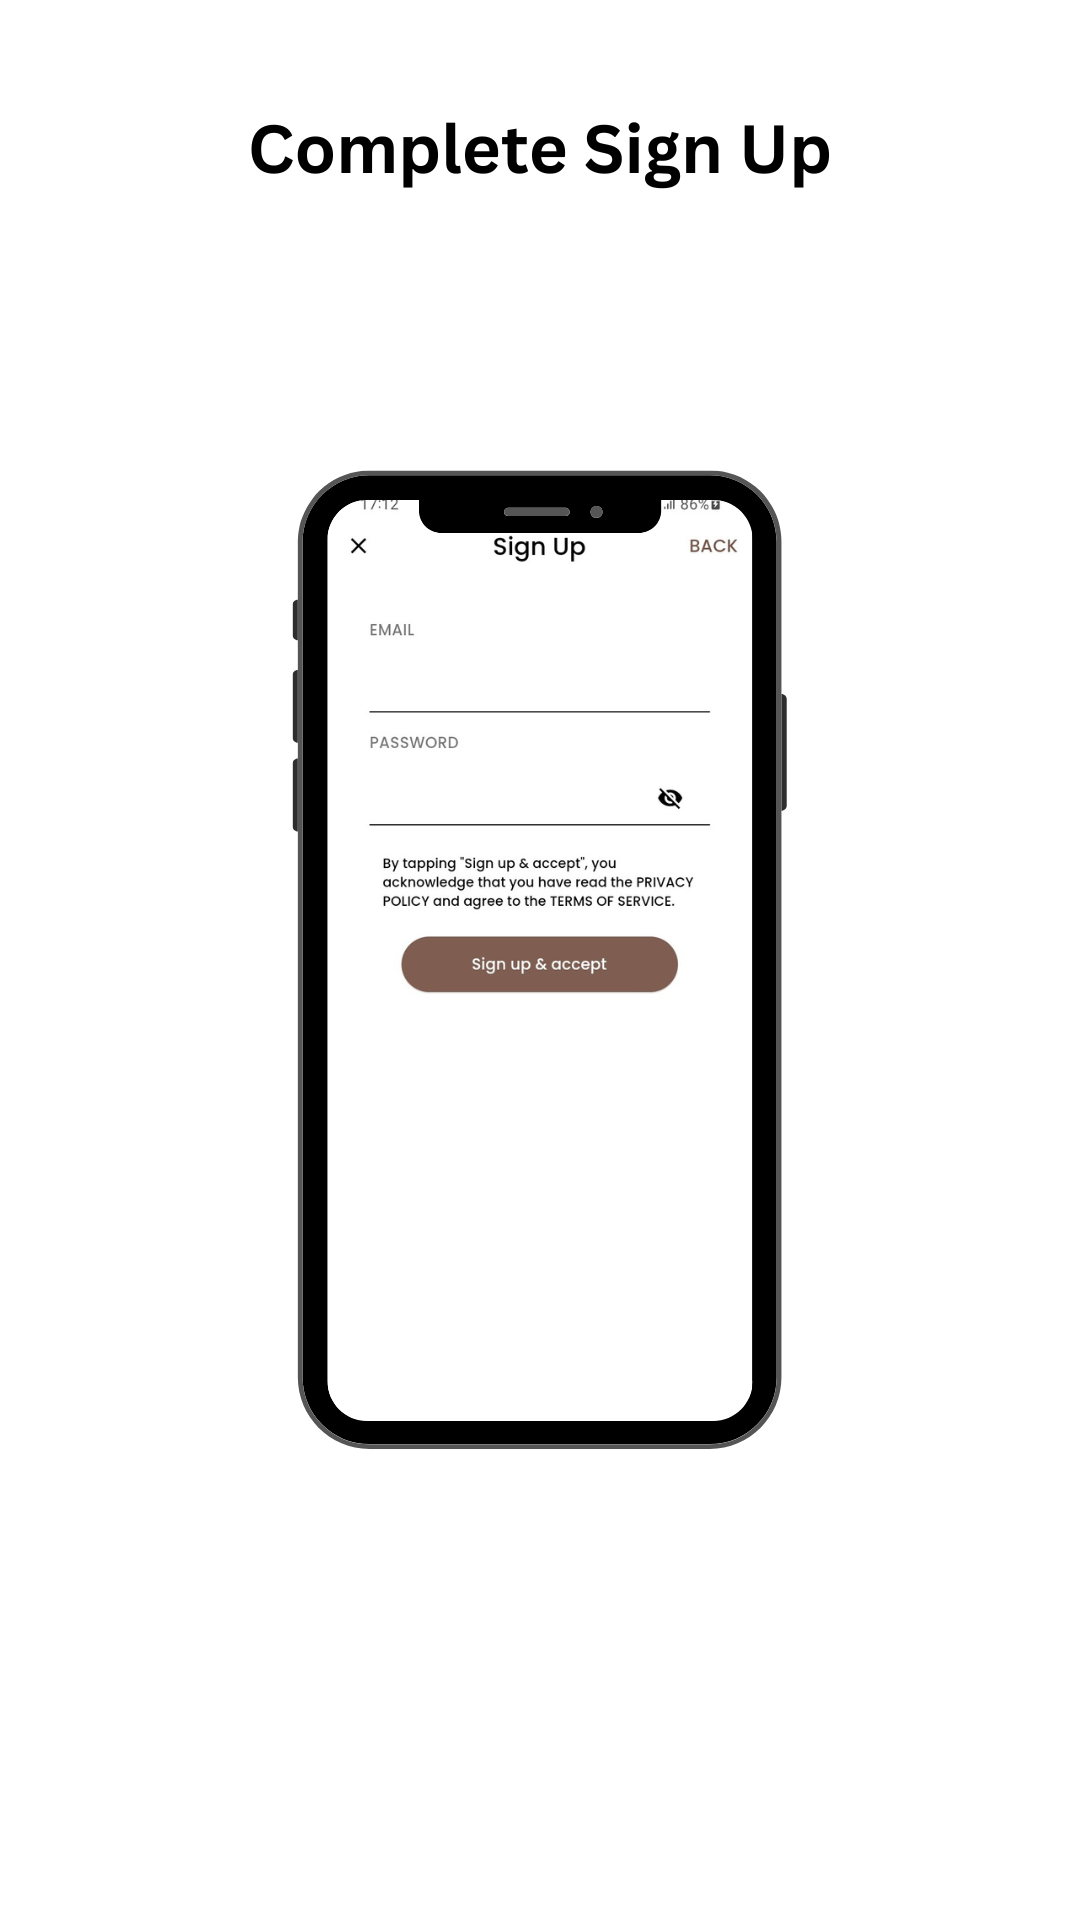 Complete Sign Up
17:12 86%
Sign Up BACK
EMAIL
PASSWORD
By tapping "Sign up & accept", you
acknowledge that you have read the PRIVACY
POLICY and agree to the TERMS OF SERVICE.
Sign up & accept